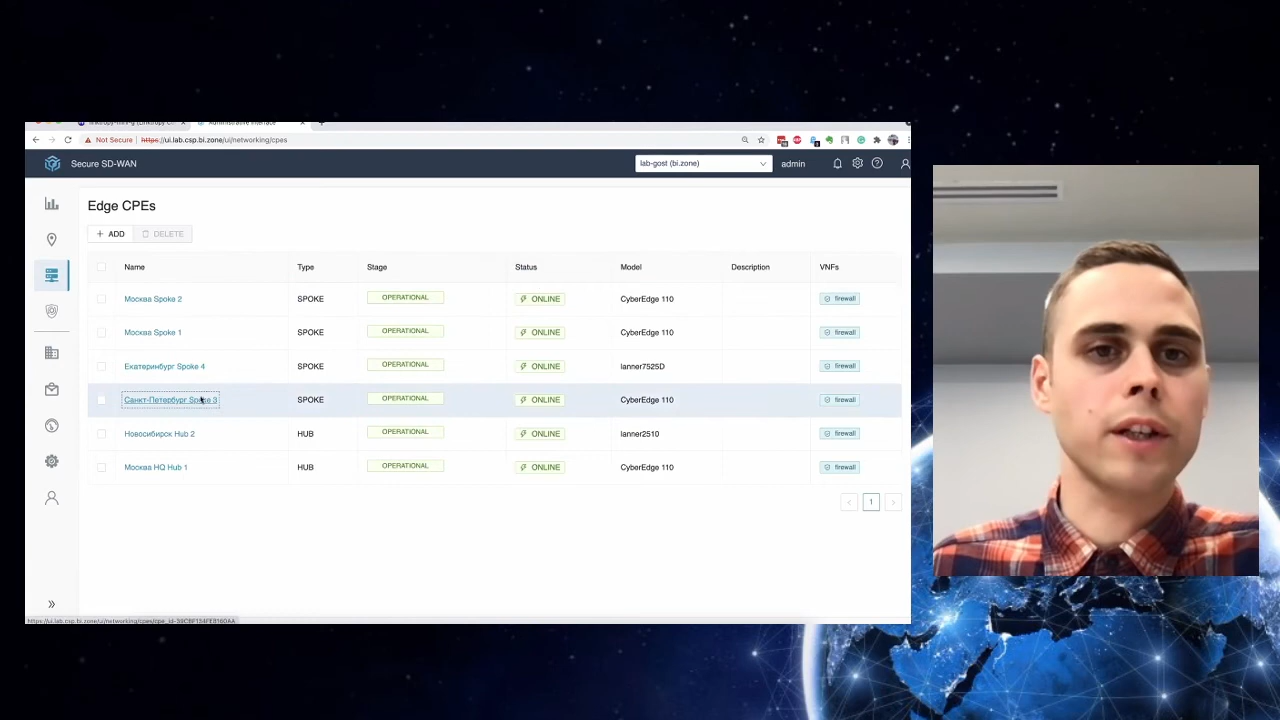 Administrative Interface
Not Secure https://ui.lab.csp.bi.zone/ui/networking/cpes
Secure SD-WAN
lab-gost (bi.zone)
admin
Edge CPEs
+ ADD
DELETE
Name Type Stage Status Model Description VNFs
Москва Spoke 2 SPOKE OPERATIONAL ONLINE CyberEdge 110 firewall
Москва Spoke 1 SPOKE OPERATIONAL ONLINE CyberEdge 110 firewall
Екатеринбург Spoke 4 SPOKE OPERATIONAL ONLINE lanner7525D firewall
Санкт-Петербург Spoke 3 SPOKE OPERATIONAL ONLINE CyberEdge 110 firewall
Новосибирск Hub 2 HUB OPERATIONAL ONLINE lanner2510 firewall
Москва HQ Hub 1 HUB OPERATIONAL ONLINE CyberEdge 110 firewall
< 1 >